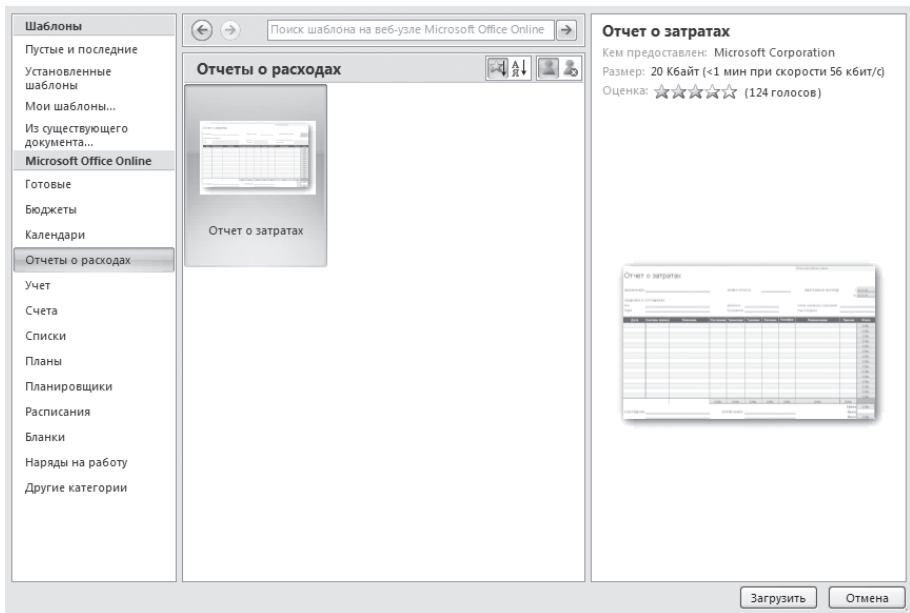 Шаблоны
Пустые и последние
Установленные
шаблоны
Мои шаблоны...
Из существующего
документа...
Microsoft Office Online
Готовые
Бюджеты
Календари
Отчеты о расходах
Учет
Счета
Списки
Планы
Планировщики
Расписания
Бланки
Наряды на работу
Другие категории
Поиск шаблона на веб-узле Microsoft Office Online
Отчеты о расходах
Отчет о затратах
Отчет о затратах
Кем предоставлен: Microsoft Corporation
Размер: 20 Кбайт (<1 мин при скорости 56 кбит/с)
Оценка: (124 голосов)
Отчет о затратах
Загрузить
Отмена